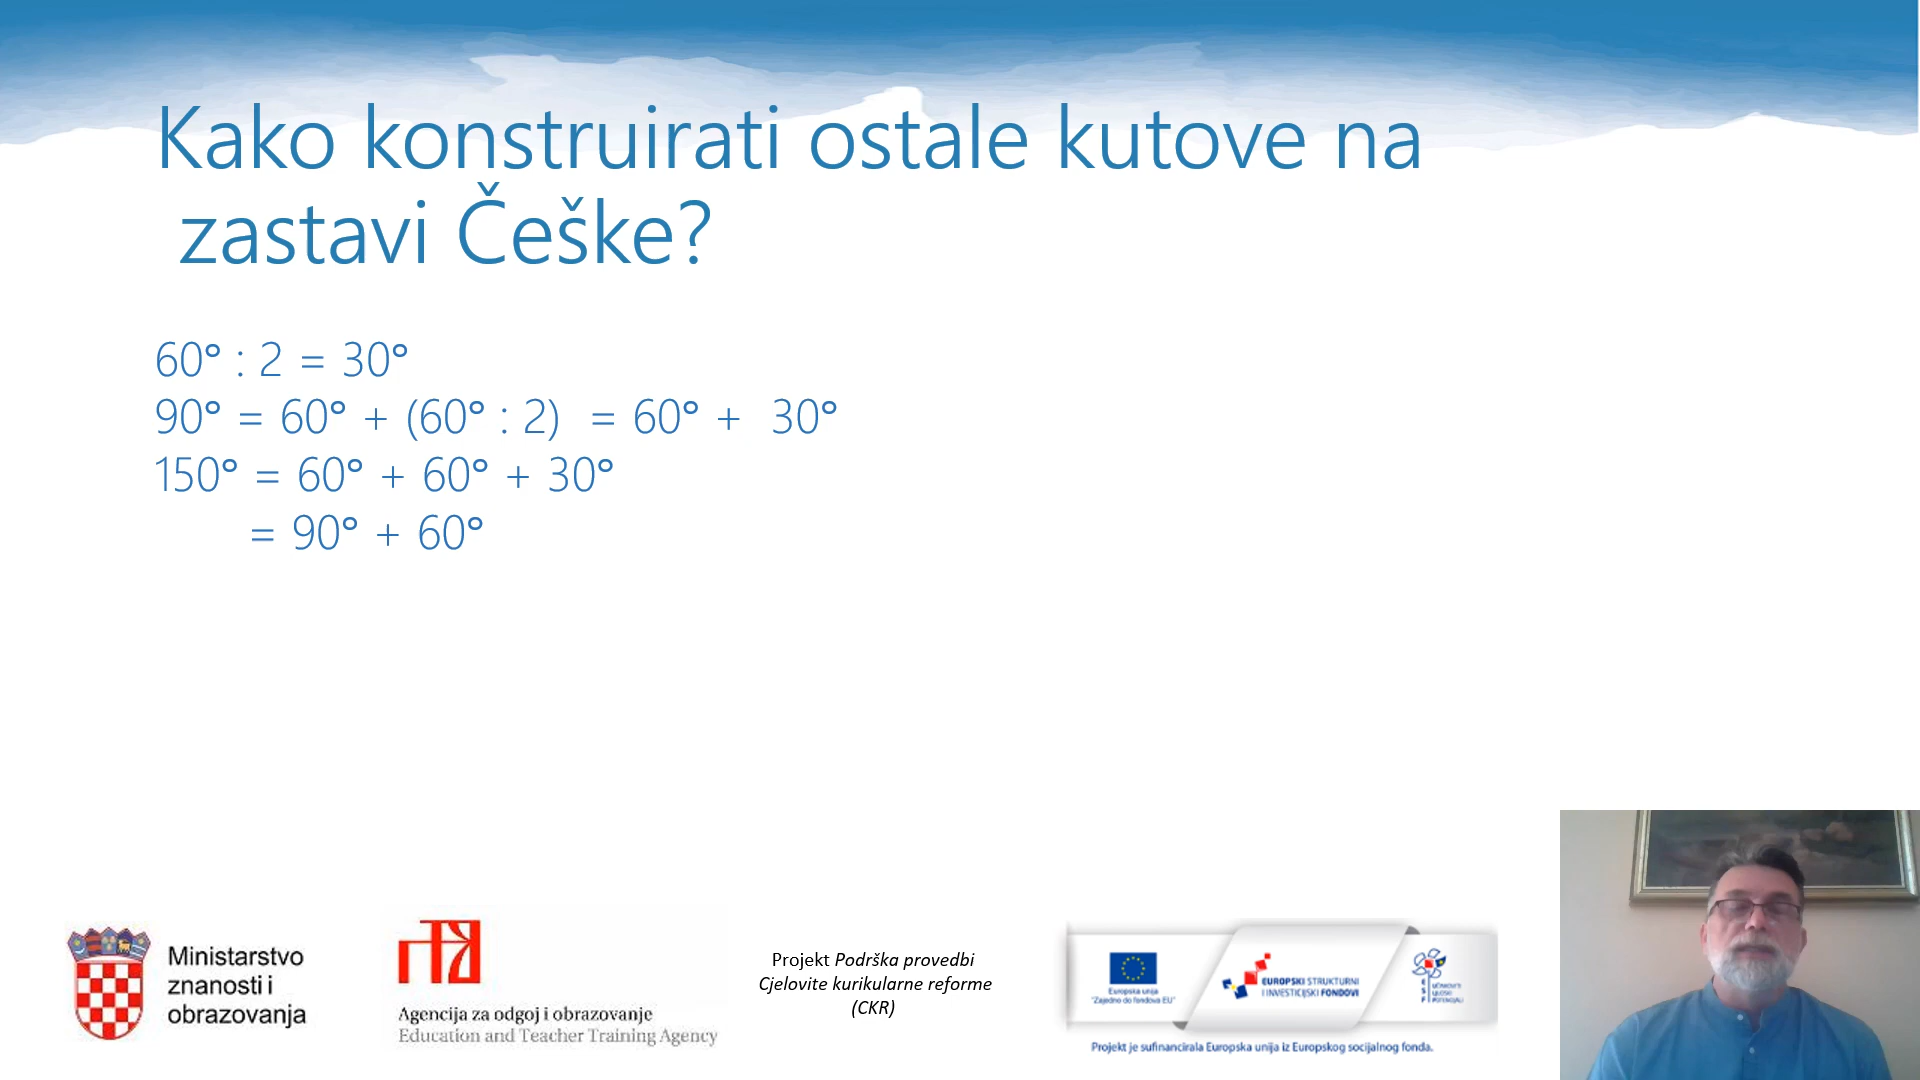 Kako konstruirati ostale kutove na
zastavi Češke?
60° : 2 = 30°
90° = 60° + (60° : 2) = 60° + 30°
150° = 60° + 60° + 30°
= 90° + 60°
Ministarstvo
znanosti i
obrazovanja
Agencija za odgoj i obrazovanje
Education and Teacher Training Agency
Projekt Podrška provedbi
Cjelovite kurikularne reforme
(CKR)
Europska unija
"Zajedno do fondova EU"
EUROPSKI STRUKTURNI
I INVESTICIJSKI FONDOVI
Projekt je sufinancirala Europska unija iz Europskog socijalnog fonda.